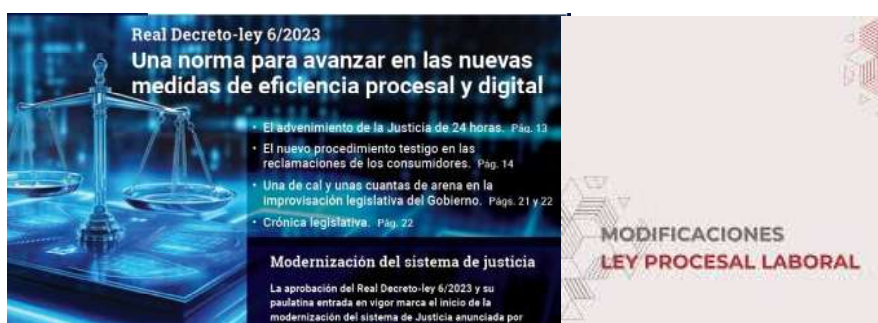 Real Decreto-ley 6/2023
Una norma para avanzar en las nuevas
medidas de eficiencia procesal y digital
• El advenimiento de la Justicia de 24 horas. Pág. 13
• El nuevo procedimiento testigo en las
reclamaciones de los consumidores. Pág. 14
• Una de cal y unas cuantas de arena en la
improvisación legislativa del Gobierno. Págs. 21 y 22
• Crónica legislativa. Pág. 22
Modernización del sistema de justicia
La aprobación del Real Decreto-ley 6/2023 y su
paulatina entrada en vigor marca el inicio de la
modernización del sistema de Justicia anunciada por
MODIFICACIONES
LEY PROCESAL LABORAL